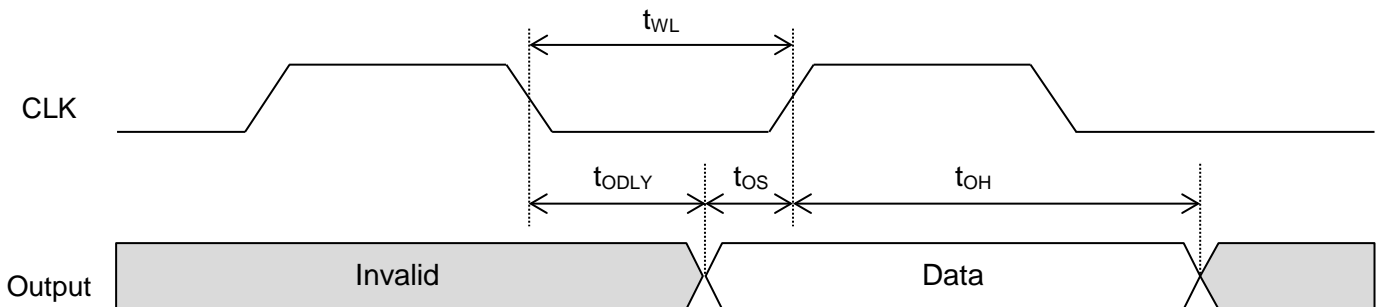 tWL
CLK
tODLY
tOS
tOH
Output
Invalid
Data